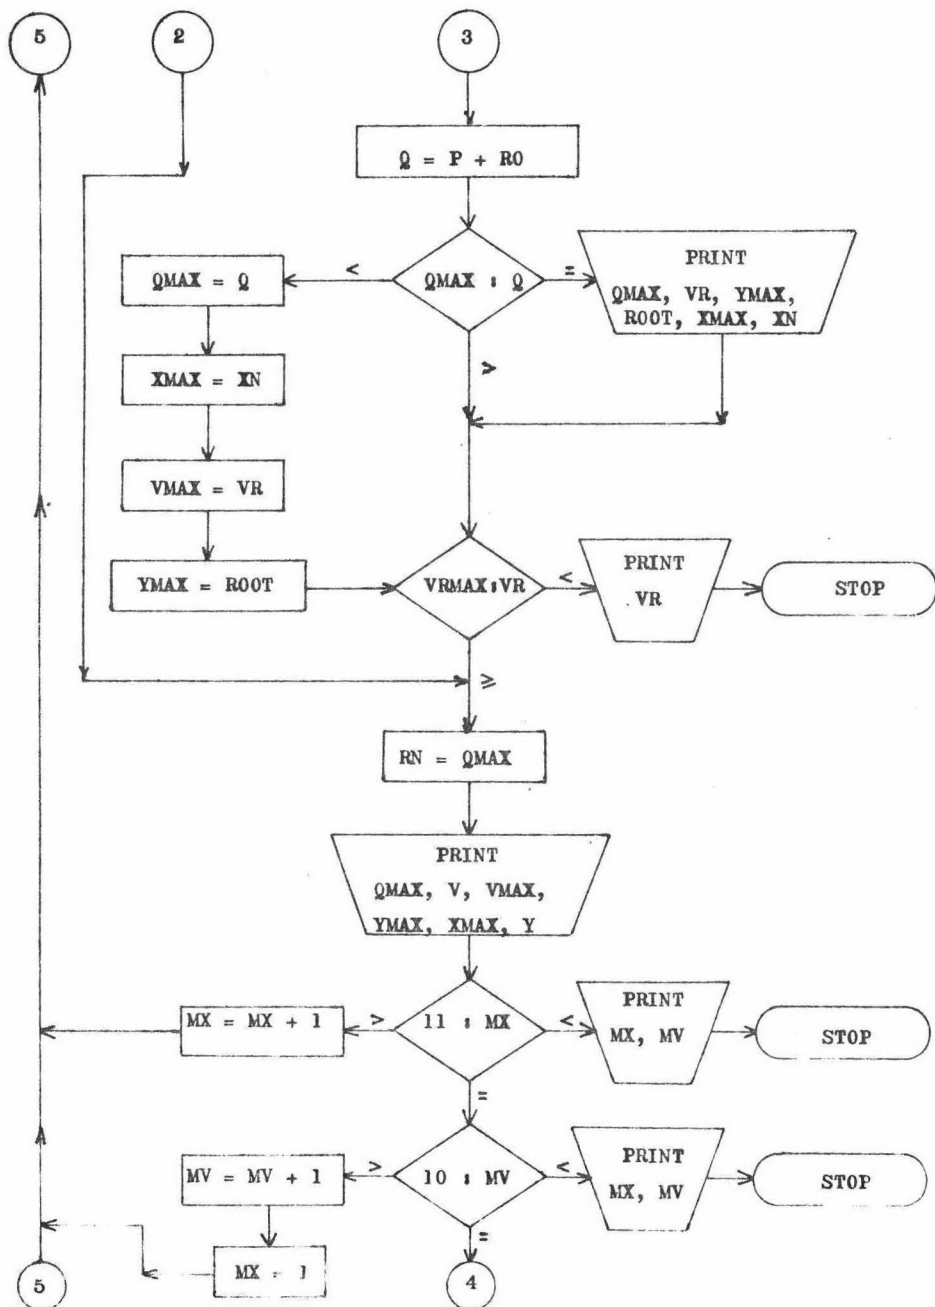 5
2
3
Q = P + RO
QMAX = Q
<
QMAX : Q
=
PRINT
QMAX, VR, YMAX,
ROOT, XMAX, XN
>
XMAX = XN
VMAX = VR
YMAX = ROOT
VRMAX:VR
<
PRINT
VR
STOP
≥
RN = QMAX
PRINT
QMAX, V, VMAX,
YMAX, XMAX, Y
MX = MX + 1
>
11 : MX
<
PRINT
MX, MV
STOP
=
MV = MV + 1
>
10 : MV
<
PRINT
MX, MV
STOP
=
MX = 1
5
4